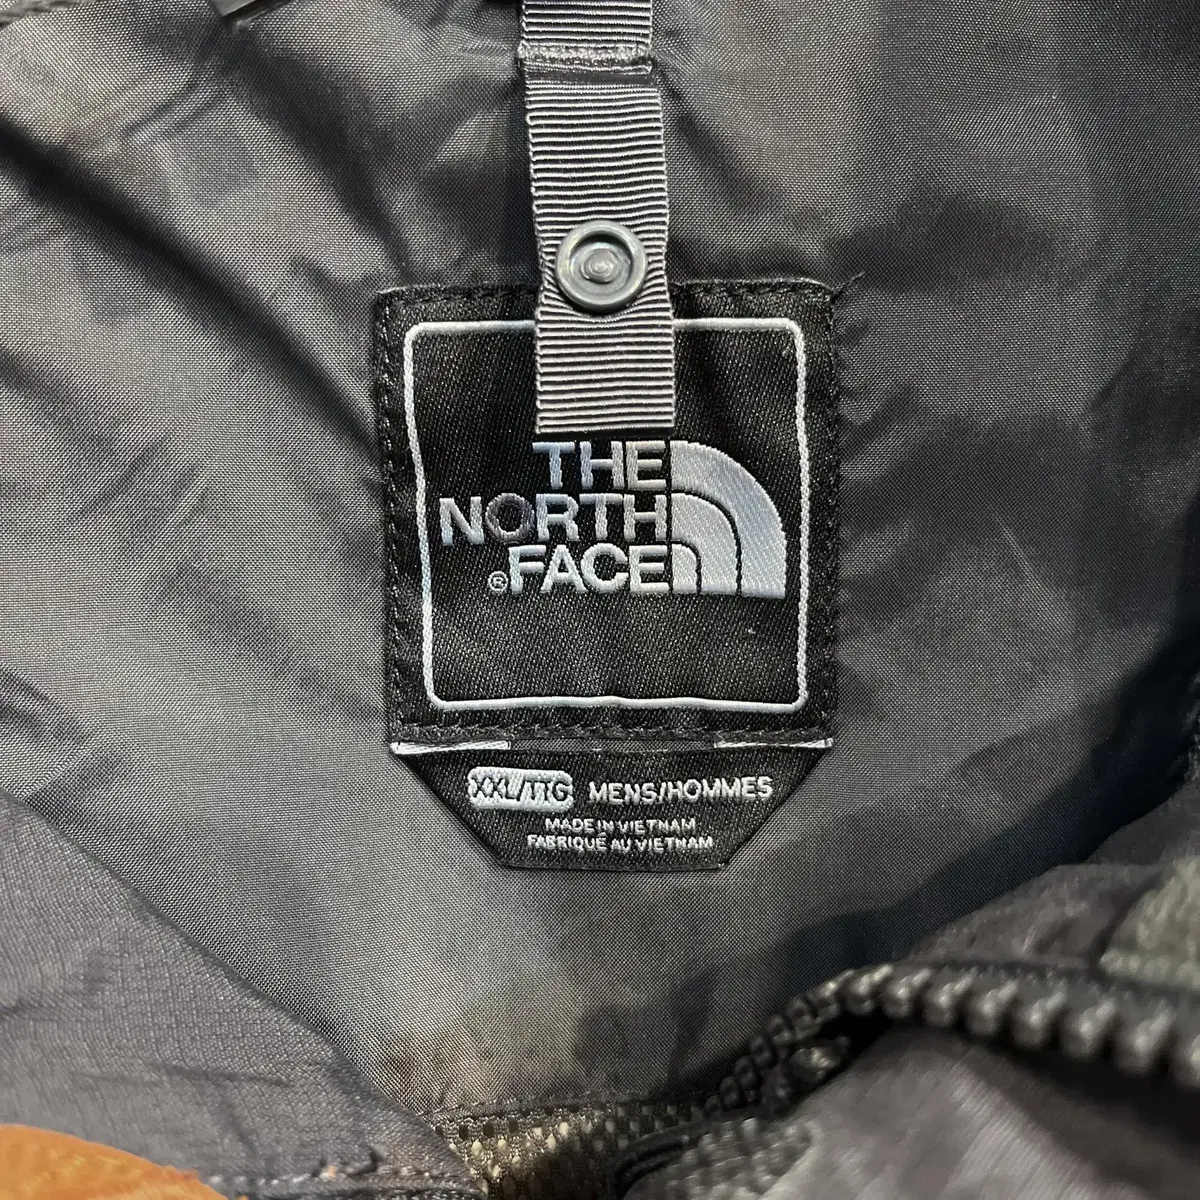 THE
NORTH
® FACE
XXL/TTG MENS/HOMMES
MADE IN VIETNAM
FABRIQUÉ AU VIETNAM